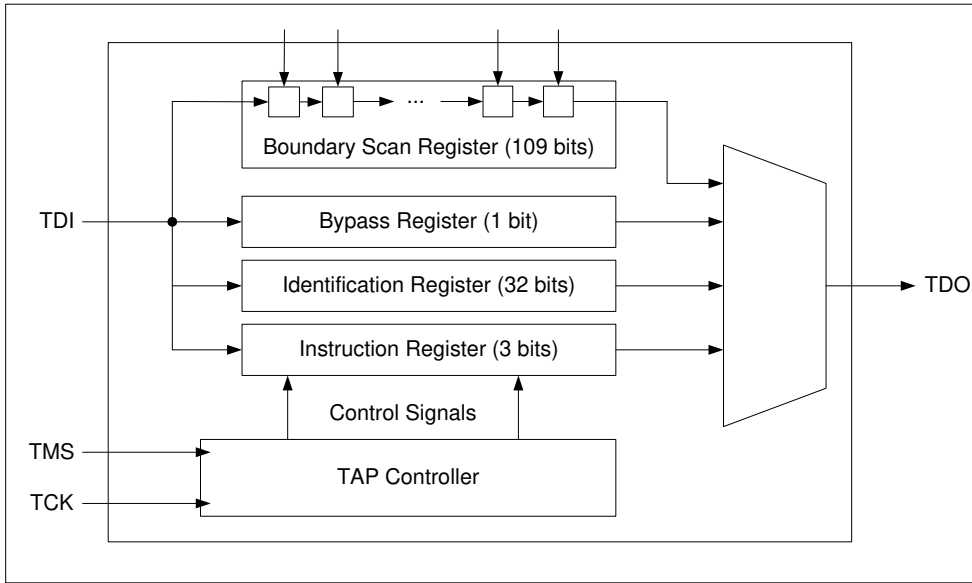 ...
Boundary Scan Register (109 bits)
TDI
Bypass Register (1 bit)
Identification Register (32 bits)
TDO
Instruction Register (3 bits)
Control Signals
TMS
TAP Controller
TCK